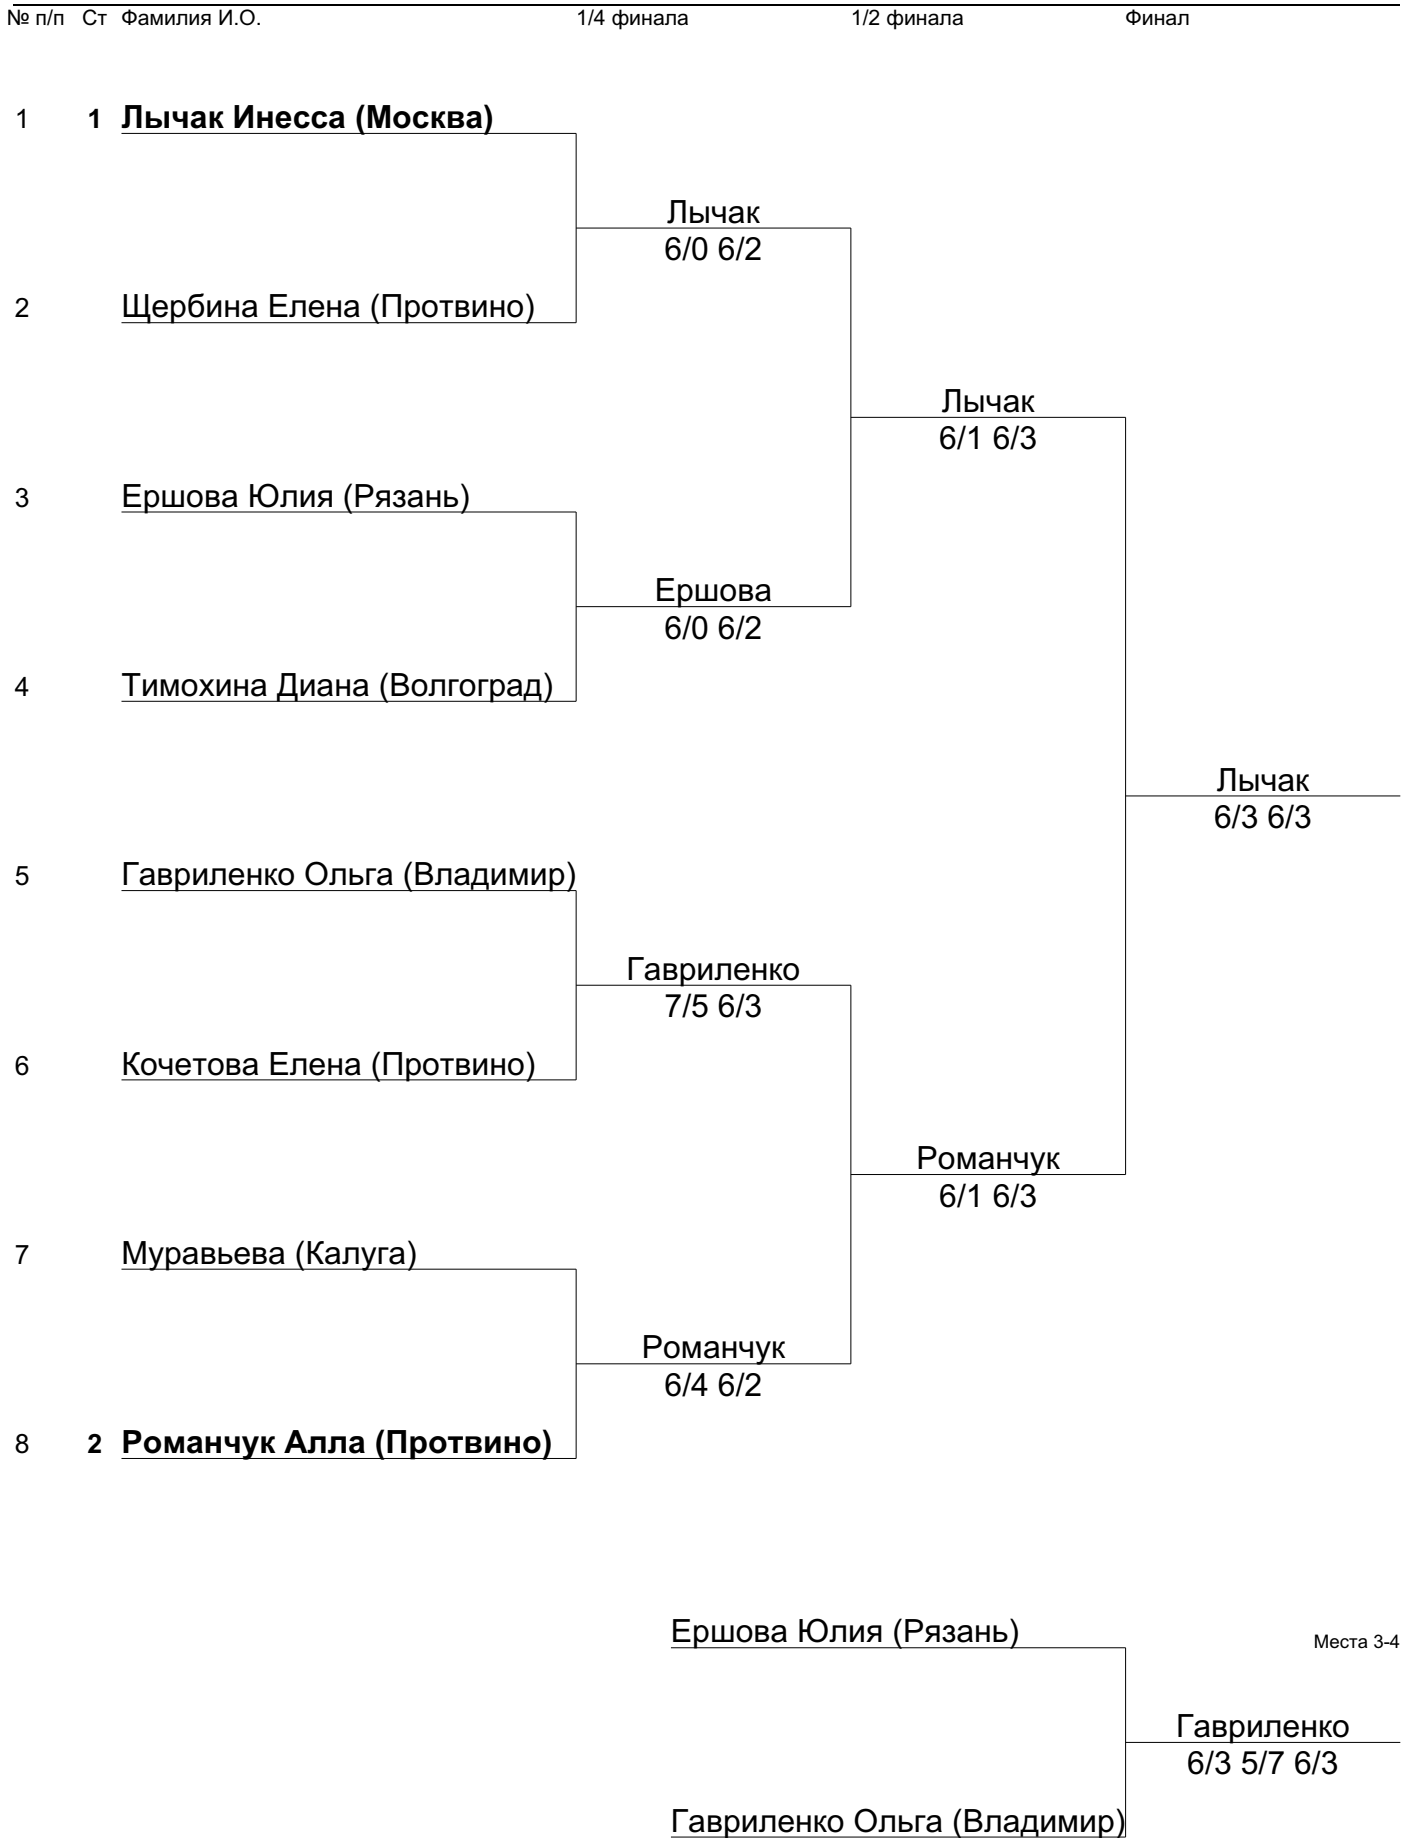 № п/п Ст Фамилия И.О. 1/4 финала 1/2 финала Финал
1 1 Лычак Инесса (Москва)
Лычак
6/0 6/2
2 Щербина Елена (Протвино)
Лычак
6/1 6/3
3 Ершова Юлия (Рязань)
Ершова
6/0 6/2
4 Тимохина Диана (Волгоград)
Лычак
6/3 6/3
5 Гавриленко Ольга (Владимир)
Гавриленко
7/5 6/3
6 Кочетова Елена (Протвино)
Романчук
6/1 6/3
7 Муравьева (Калуга)
Романчук
6/4 6/2
8 2 Романчук Алла (Протвино)
Ершова Юлия (Рязань) Места 3-4
Гавриленко
6/3 5/7 6/3
Гавриленко Ольга (Владимир)